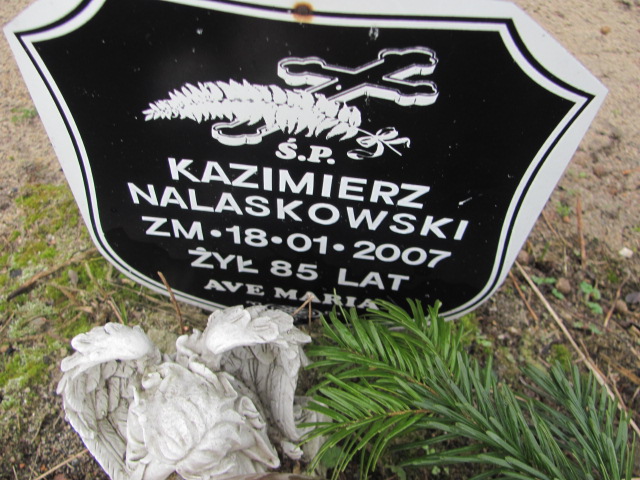 Ś.P.
KAZIMIERZ
NALASKOWSKI
ZM·18·01·2007
ŻYŁ 85 LAT
AVE MARIA